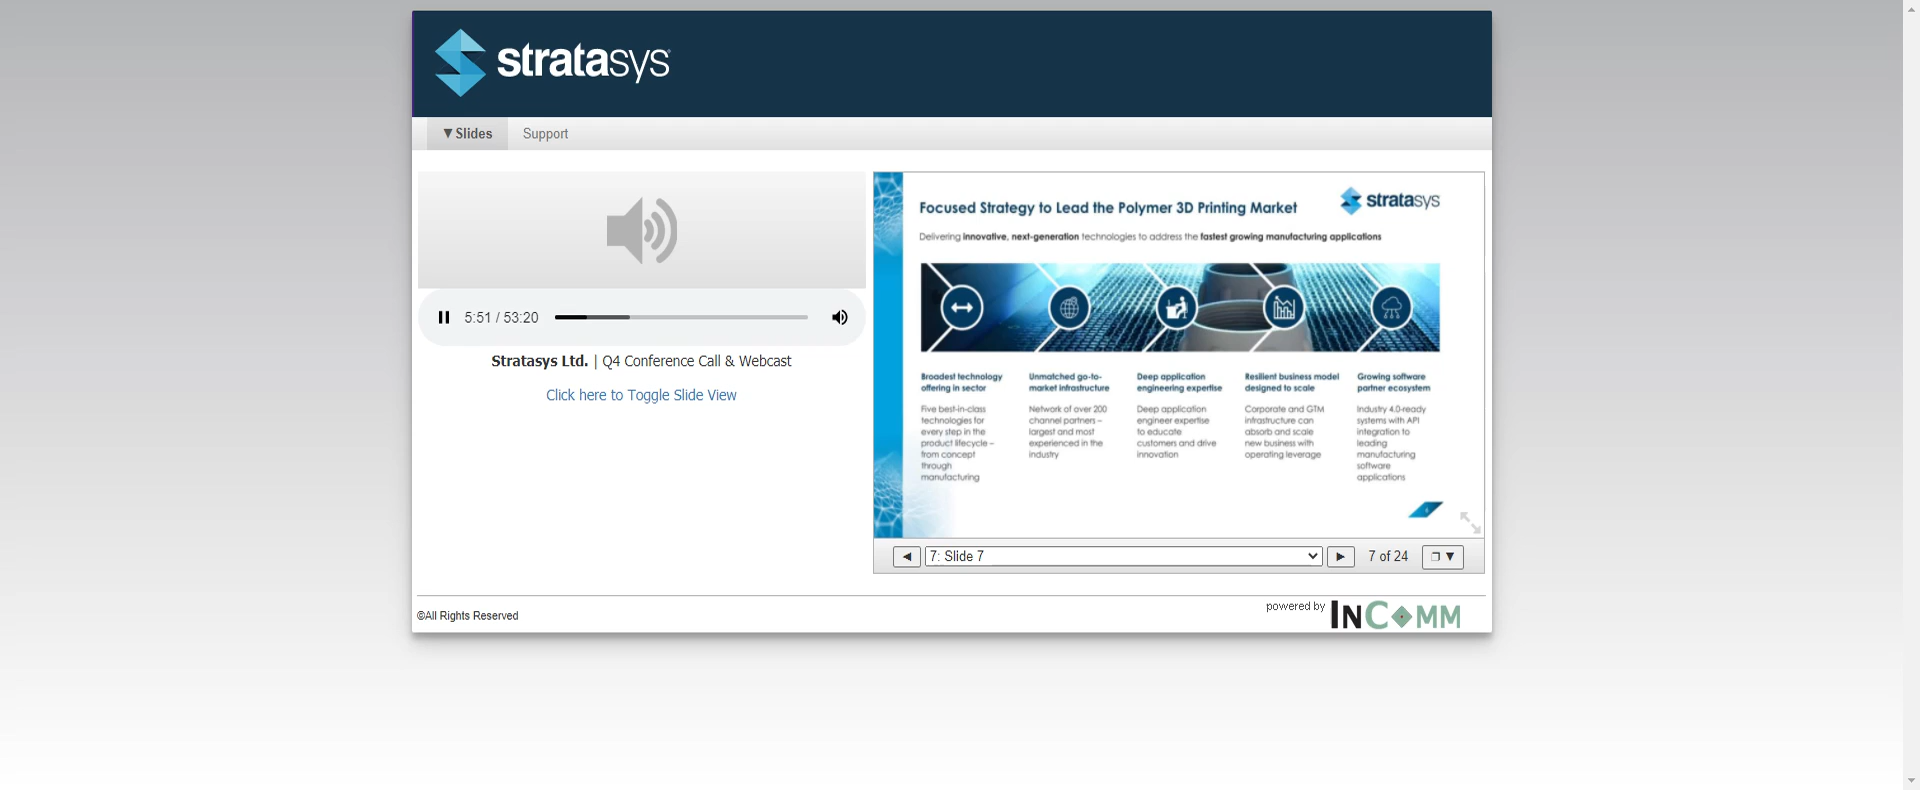 stratasys
▼Slides
Support
Focused Strategy to Lead the Polymer 3D Printing Market
stratasys
Delivering innovative, next-generation technologies to address the fastest growing manufacturing applications
Broadest technology
offering in sector
Five best-in-class
technologies for
every step in the
product lifecycle –
from concept
through
manufacturing
Unmatched go-to-
market infrastructure
Network of over 200
channel partners –
largest and most
experienced in the
industry
Deep application
engineering expertise
Deep application
engineer expertise
to educate
customers and drive
innovation
Resilient business model
designed to scale
Corporate and GTM
infrastructure can
absorb and scale
new business with
operating leverage
Growing software
partner ecosystem
Industry 4.0-ready
systems with API
integration to
leading
manufacturing
software
applications
5:51 / 53:20
Stratasys Ltd. | Q4 Conference Call & Webcast
Click here to Toggle Slide View
◀ 7: Slide 7 ▶ 7 of 24 ❐ ▼
©All Rights Reserved
powered by INCOMM